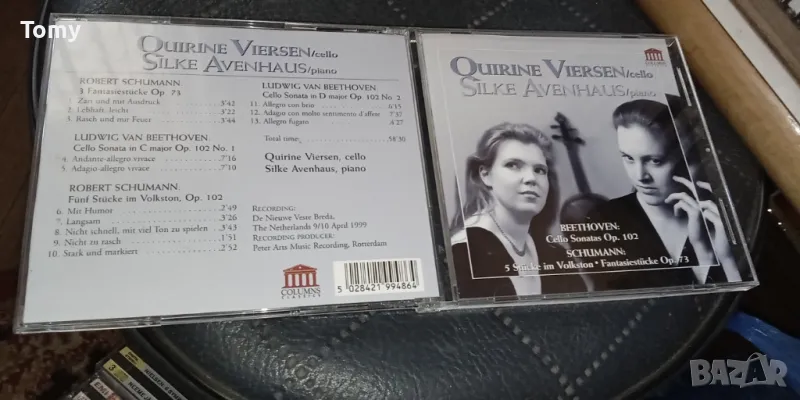 Tomy
QUIRINE VIERSEN/cello
SILKE AVENHAUS/piano
ROBERT SCHUMANN
3 Fantasiestücke Op. 73
1. Zart und mit Ausdruck 3'42
2. Lebhaft, leicht 3'22
3. Rasch und mit Feuer 3'44
LUDWIG VAN BEETHOVEN
Cello Sonata in C major Op. 102 No. 1
4. Andante-allegro vivace 7'16
5. Adagio-allegro vivace 7'10
ROBERT SCHUMANN
Fünf Stücke im Volkston, Op. 102
6. Mit Humor 2'49
7. Langsam 3'26
8. Nicht schnell, mit viel Ton zu spielen 3'43
9. Nicht zu rasch 1'51
10. Stark und markiert 2'52
LUDWIG VAN BEETHOVEN
Cello Sonata in D major Op. 102 No. 2
11. Allegro con brio 6'15
12. Adagio con molto sentimento d'affetto 7'37
13. Allegro fugato 4'27
Total time: 58'30
Quirine Viersen, cello
Silke Avenhaus, piano
RECORDING:
De Nieuwe Veste Breda,
The Netherlands 9/10 April 1999
RECORDING PRODUCER:
Peter Arts Music Recording, Rotterdam
COLUMNS
CLASSICS
5 028421 994864
QUIRINE VIERSEN/cello
SILKE AVENHAUS/piano
COLUMNS
BEETHOVEN:
Cello Sonatas Op. 102
SCHUMANN:
5 Stücke im Volkston • Fantasiestücke Op. 73
BAZAR